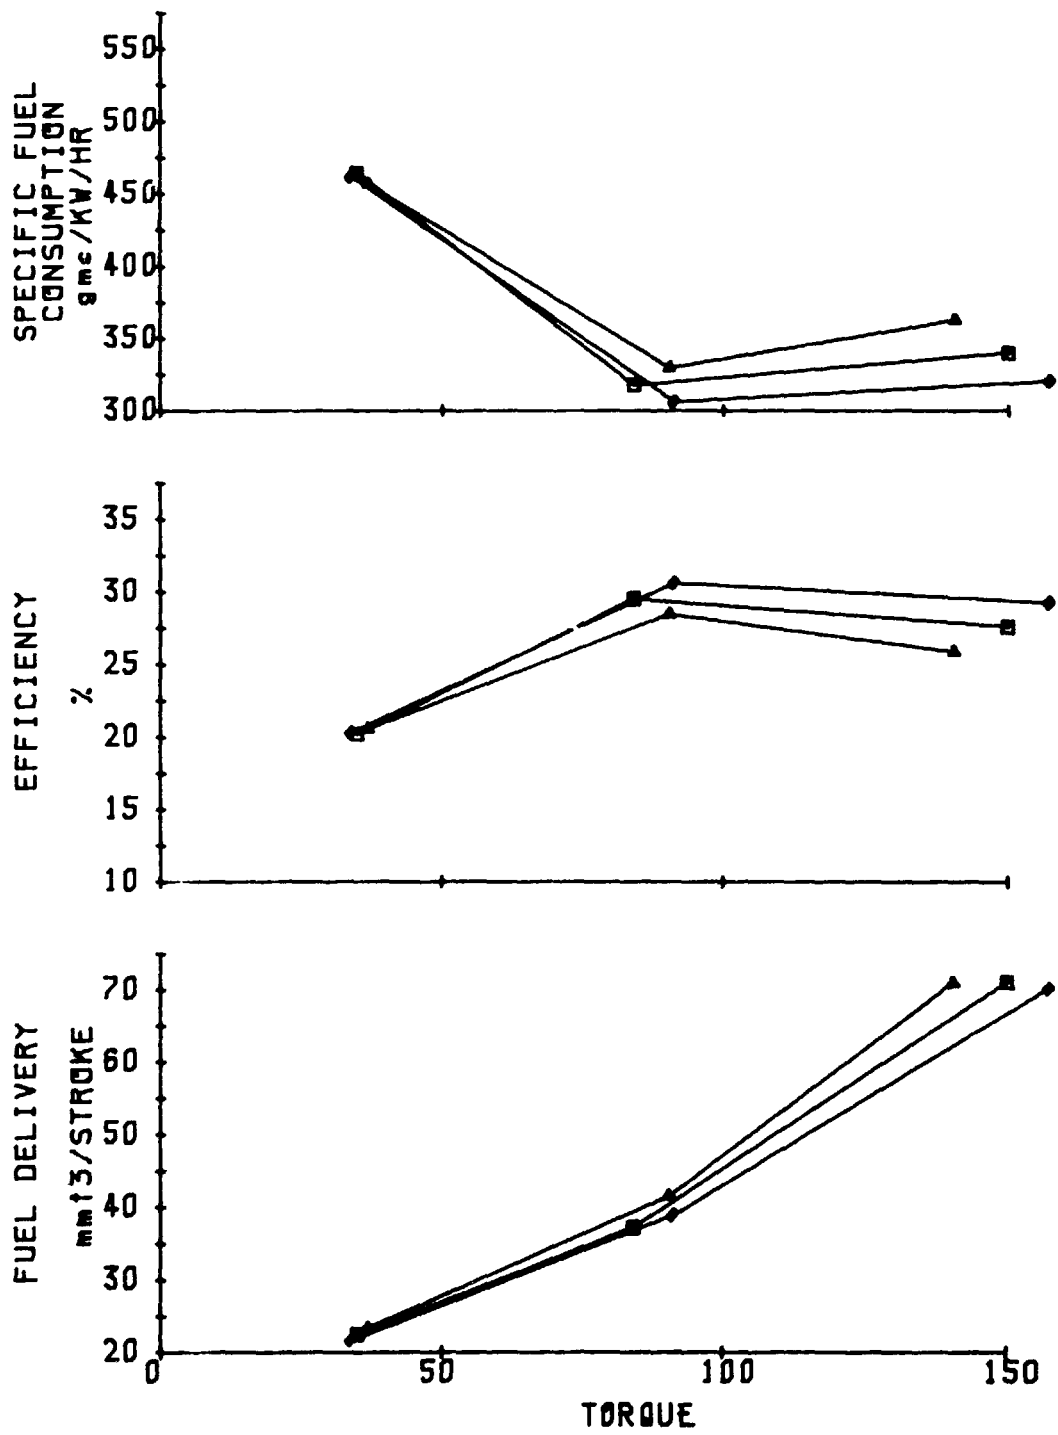 SPECIFIC FUEL
CONSUMPTION
gmc/KW/HR
550
500
450
400
350
300
EFFICIENCY
%
35
30
25
20
15
10
FUEL DELIVERY
mm↑3/STROKE
70
60
50
40
30
20
0 50 100 150
TORQUE